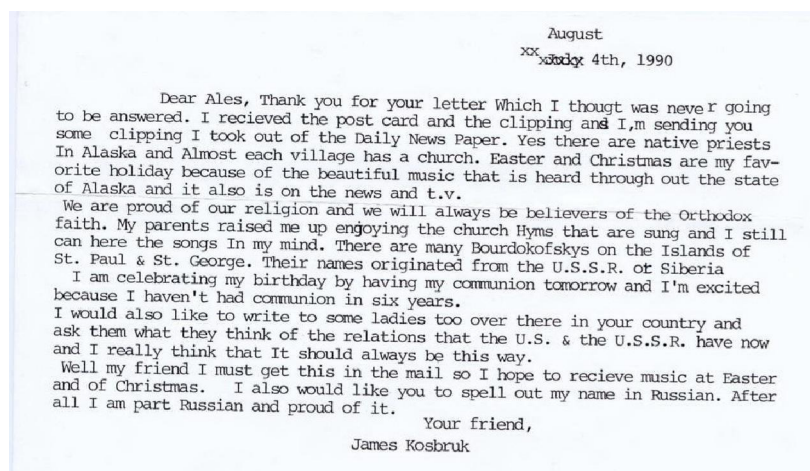 August
xx 4th, 1990
Dear Ales, Thank you for your letter Which I thougt was never going
to be answered. I recieved the post card and the clipping and I,m sending you
some clipping I took out of the Daily News Paper. Yes there are native priests
In Alaska and Almost each village has a church. Easter and Christmas are my fav-
orite holiday because of the beautiful music that is heard through out the state
of Alaska and it also is on the news and t.v.
We are proud of our religion and we will always be believers of the Orthodox
faith. My parents raised me up enjoying the church Hyms that are sung and I still
can here the songs In my mind. There are many Bourdokofskys on the Islands of
St. Paul & St. George. Their names originated from the U.S.S.R. or Siberia
I am celebrating my birthday by having my communion tomorrow and I'm excited
because I haven't had communion in six years.
I would also like to write to some ladies too over there in your country and
ask them what they think of the relations that the U.S. & the U.S.S.R. have now
and I really think that It should always be this way.
Well my friend I must get this in the mail so I hope to recieve music at Easter
and of Christmas. I also would like you to spell out my name in Russian. After
all I am part Russian and proud of it.
Your friend,
James Kosbruk